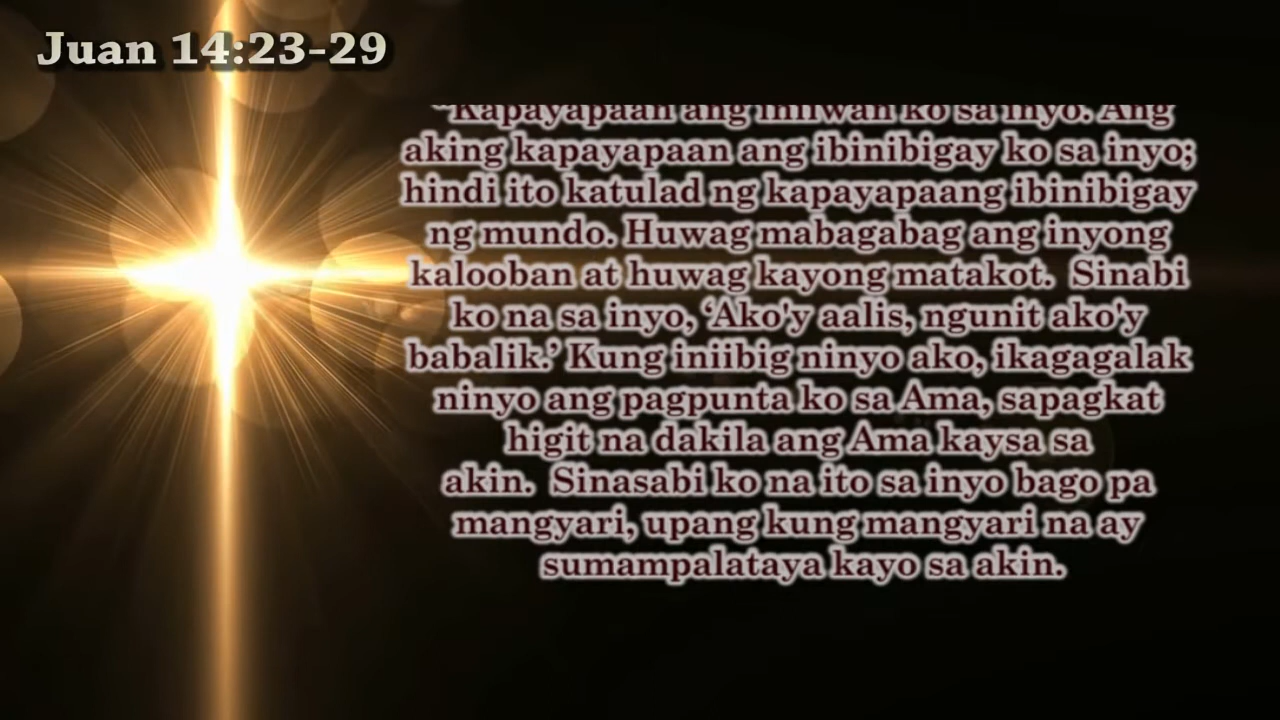 Juan 14:23-29
“Kapayapaan ang iniiwan ko sa inyo. Ang
aking kapayapaan ang ibinibigay ko sa inyo;
hindi ito katulad ng kapayapaang ibinibigay
ng mundo. Huwag mabagabag ang inyong
kalooban at huwag kayong matakot. Sinabi
ko na sa inyo, ‘Ako'y aalis, ngunit ako'y
babalik.’ Kung iniibig ninyo ako, ikagagalak
ninyo ang pagpunta ko sa Ama, sapagkat
higit na dakila ang Ama kaysa sa
akin. Sinasabi ko na ito sa inyo bago pa
mangyari, upang kung mangyari na ay
sumampalataya kayo sa akin.